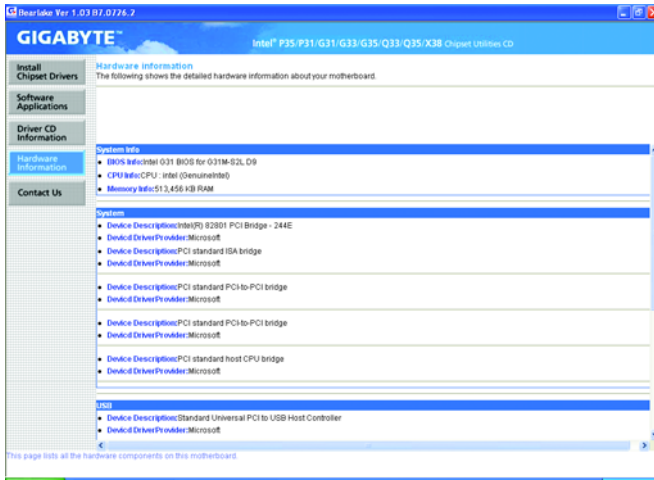 Bearlake Ver 1.03 B7.0726.2
GIGABYTE™
Intel® P35/P31/G31/G33/G35/Q33/Q35/X38 Chipset Utilities CD
Install
Chipset Drivers
Software
Applications
Driver CD
Information
Hardware
Information
Contact Us
Hardware information
The following shows the detailed hardware information about your motherboard.
System Info
• BIOS Info:Intel G31 BIOS for G31M-S2L D9
• CPU Info:CPU : intel (GenuineIntel)
• Memory Info:513,456 KB RAM
System
• Device Description:Intel(R) 82801 PCI Bridge - 244E
• Devicd DriverProvider:Microsoft
• Device Description:PCI standard ISA bridge
• Devicd DriverProvider:Microsoft
• Device Description:PCI standard PCI-to-PCI bridge
• Devicd DriverProvider:Microsoft
• Device Description:PCI standard PCI-to-PCI bridge
• Devicd DriverProvider:Microsoft
• Device Description:PCI standard host CPU bridge
• Devicd DriverProvider:Microsoft
USB
• Device Description:Standard Universal PCI to USB Host Controller
• Devicd DriverProvider:Microsoft
This page lists all the hardware components on this motherboard.